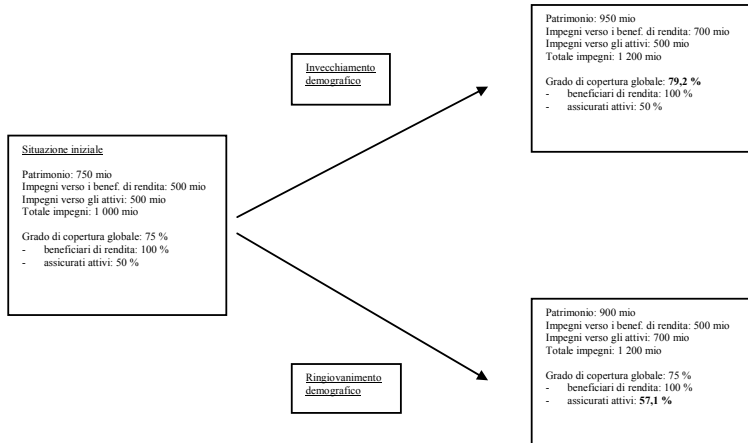 Situazione iniziale
Patrimonio: 750 mio
Impegni verso i benef. di rendita: 500 mio
Impegni verso gli attivi: 500 mio
Totale impegni: 1 000 mio
Grado di copertura globale: 75 %
- beneficiari di rendita: 100 %
- assicurati attivi: 50 %
Invecchiamento
demografico
Patrimonio: 950 mio
Impegni verso i benef. di rendita: 700 mio
Impegni verso gli attivi: 500 mio
Totale impegni: 1 200 mio
Grado di copertura globale: 79,2 %
- beneficiari di rendita: 100 %
- assicurati attivi: 50 %
Ringiovanimento
demografico
Patrimonio: 900 mio
Impegni verso i benef. di rendita: 500 mio
Impegni verso gli attivi: 700 mio
Totale impegni: 1 200 mio
Grado di copertura globale: 75 %
- beneficiari di rendita: 100 %
- assicurati attivi: 57,1 %